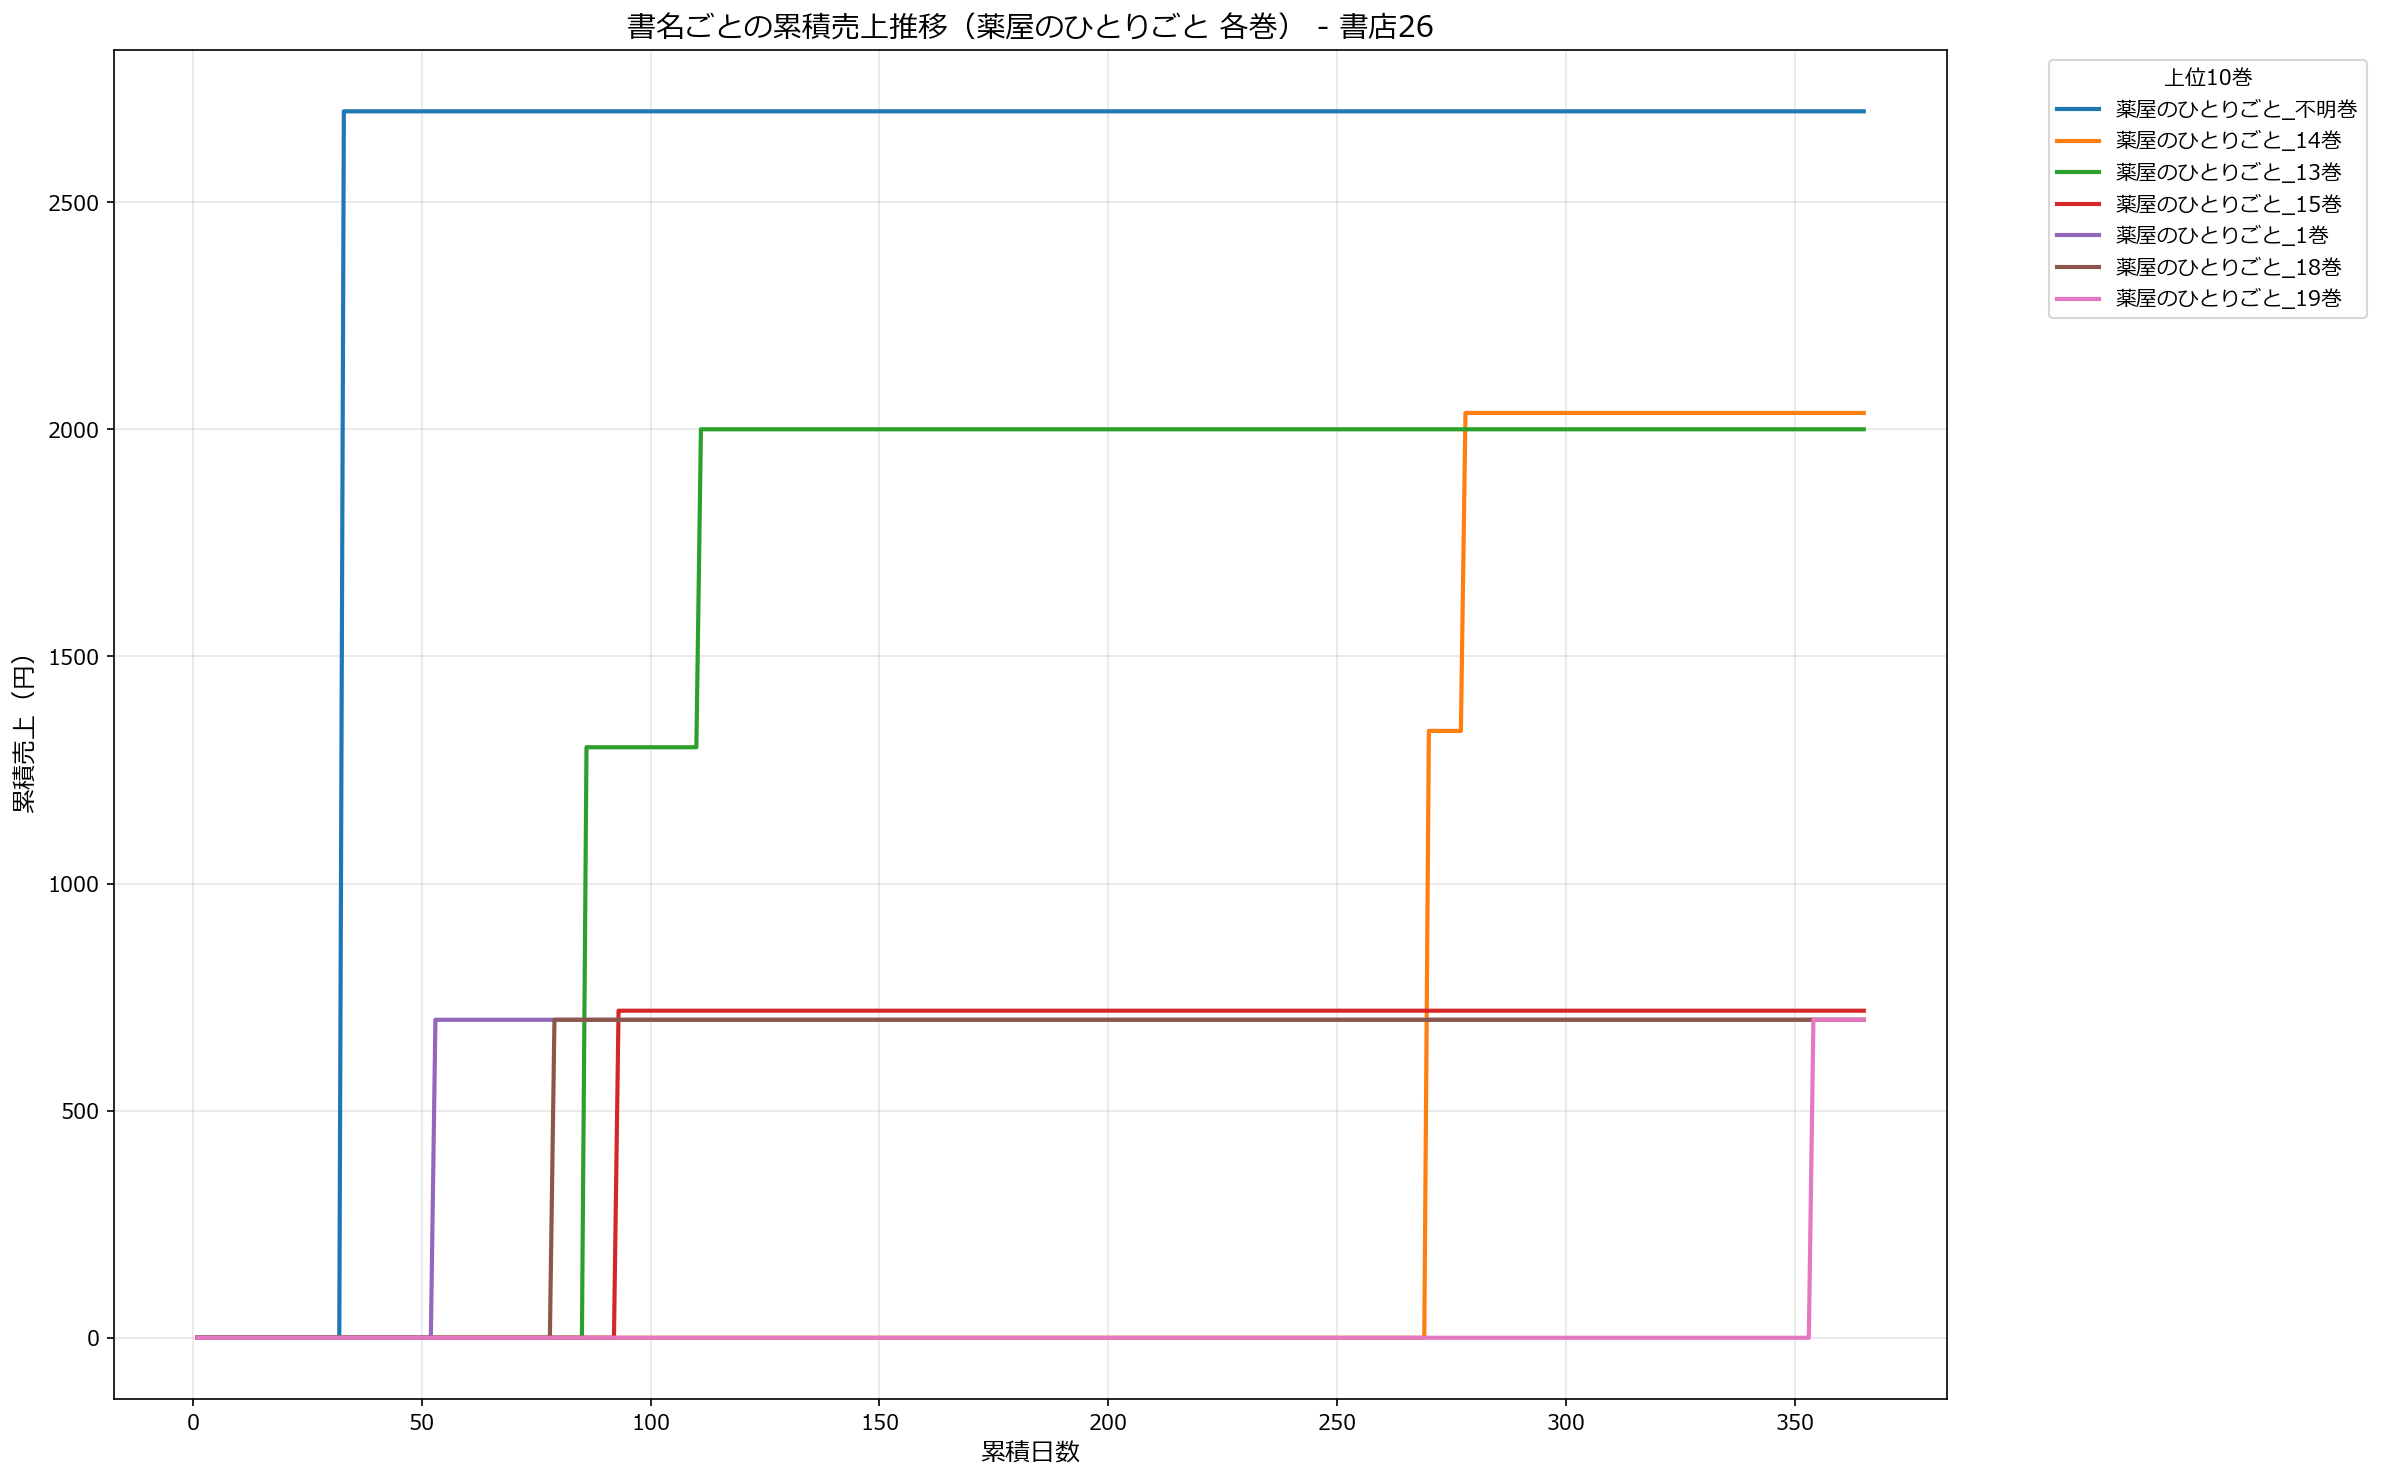 書名ごとの累積売上推移（薬屋のひとりごと 各巻） - 書店26
上位10巻
薬屋のひとりごと_不明巻
薬屋のひとりごと_14巻
薬屋のひとりごと_13巻
薬屋のひとりごと_15巻
薬屋のひとりごと_1巻
薬屋のひとりごと_18巻
薬屋のひとりごと_19巻
累積売上（円）
2500
2000
1500
1000
500
0
0 50 100 150 200 250 300 350
累積日数